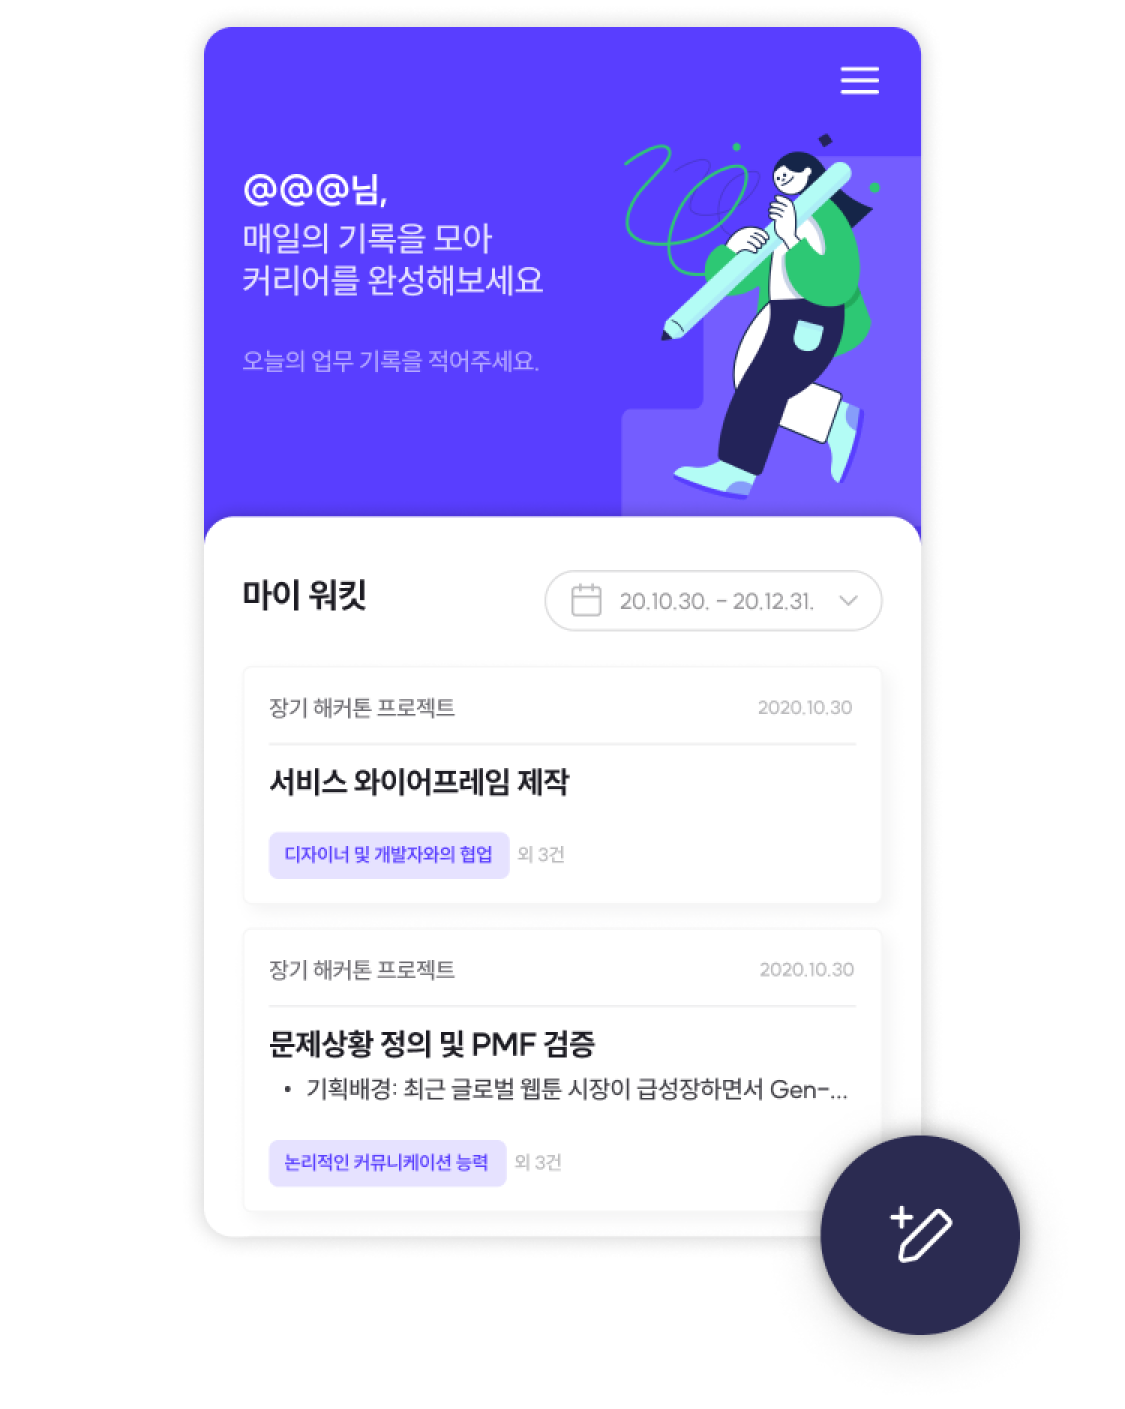 @@@님,
매일의 기록을 모아
커리어를 완성해보세요
오늘의 업무 기록을 적어주세요.
마이 워킷
20.10.30. - 20.12.31.
장기 해커톤 프로젝트
2020.10.30
서비스 와이어프레임 제작
디자이너 및 개발자와의 협업
외 3건
장기 해커톤 프로젝트
2020.10.30
문제상황 정의 및 PMF 검증
• 기획배경: 최근 글로벌 웹툰 시장이 급성장하면서 Gen-...
논리적인 커뮤니케이션 능력
외 3건